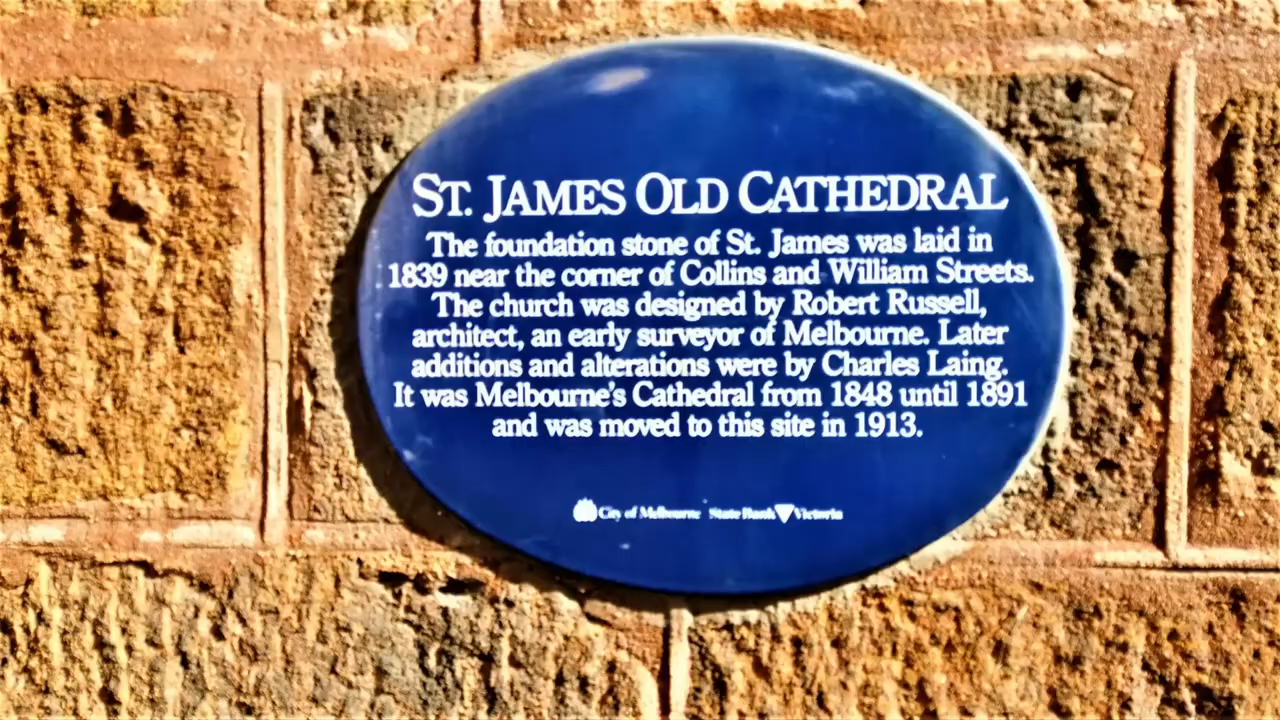 ST. JAMES OLD CATHEDRAL
The foundation stone of St. James was laid in
1839 near the corner of Collins and William Streets.
The church was designed by Robert Russell,
architect, an early surveyor of Melbourne. Later
additions and alterations were by Charles Laing.
It was Melbourne's Cathedral from 1848 until 1891
and was moved to this site in 1913.
City of Melbourne State Bank Victoria